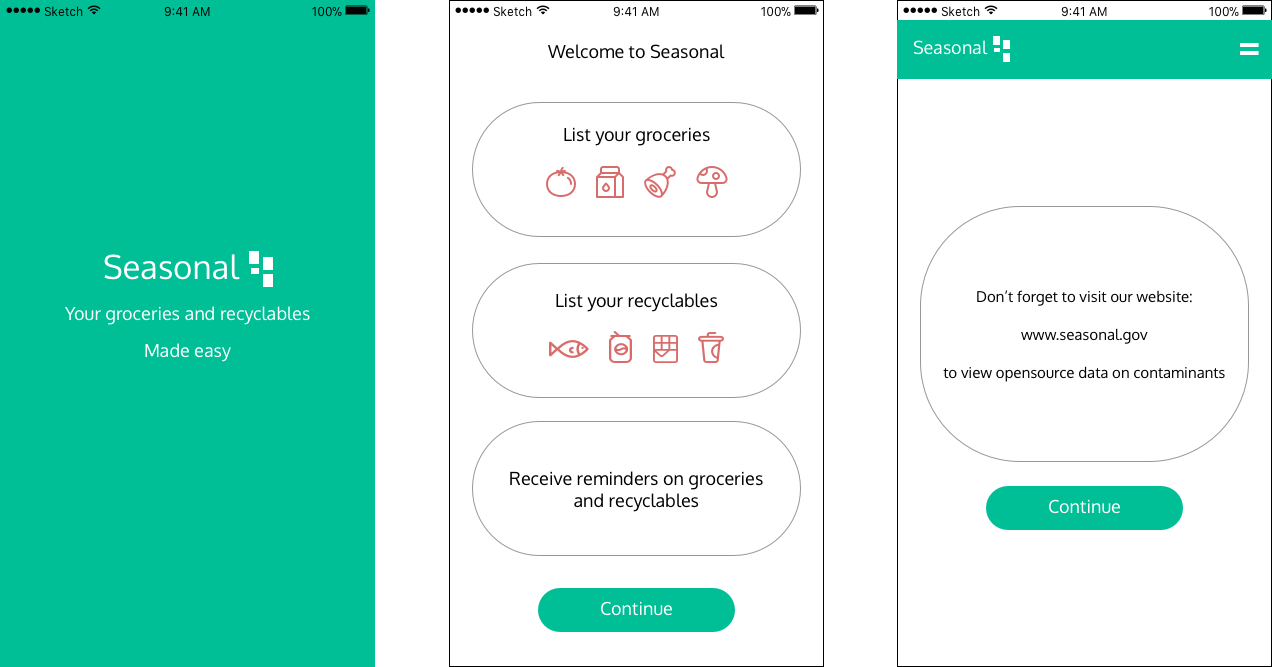 Sketch 9:41 AM 100%
Seasonal
Your groceries and recyclables
Made easy
Sketch 9:41 AM 100%
Welcome to Seasonal
List your groceries
List your recyclables
Receive reminders on groceries
and recyclables
Continue
Sketch 9:41 AM 100%
Seasonal
Don’t forget to visit our website:
www.seasonal.gov
to view opensource data on contaminants
Continue